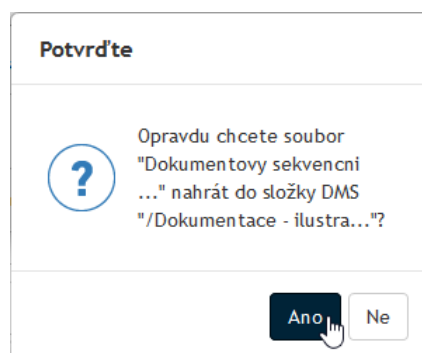 Potvrďte
?
Opravdu chcete soubor
"Dokumentovy sekvencni
..." nahrát do složky DMS
"/Dokumentace - ilustra..."?
Ano Ne